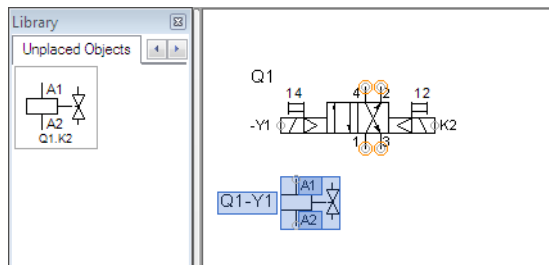 Library
Unplaced Objects
A1
A2
Q1.K2
Q1
14
4
2
12
-Y1
K2
1
3
Q1-Y1
A1
A2